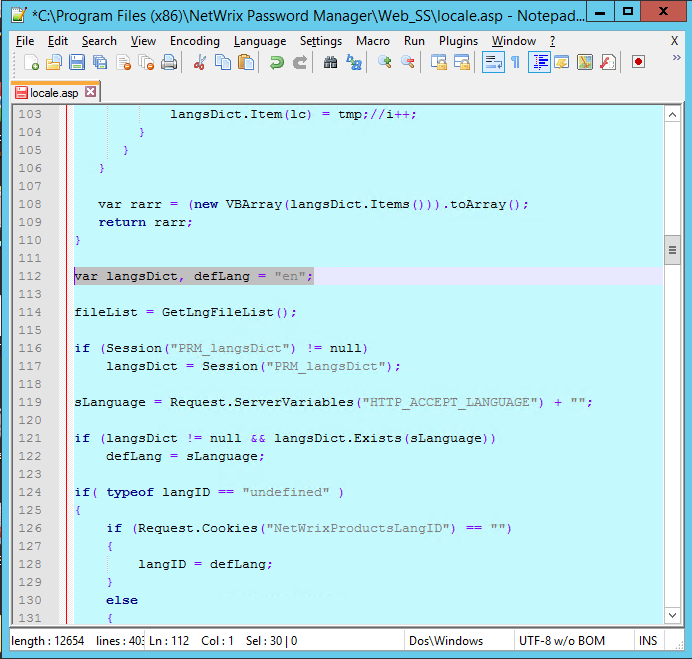 *C:\Program Files (x86)\NetWrix Password Manager\Web_SS\locale.asp - Notepad...
File Edit Search View Encoding Language Settings Macro Run Plugins Window ? X
locale.asp
103 langsDict.Item(lc) = tmp;//i++;
104 }
105 }
106 }
107
108 var rarr = (new VBArray(langsDict.Items())).toArray();
109 return rarr;
110 }
111
112 var langsDict, defLang = "en";
113
114 fileList = GetLngFileList();
115
116 if (Session("PRM_langsDict") != null)
117 langsDict = Session("PRM_langsDict");
118
119 sLanguage = Request.ServerVariables("HTTP_ACCEPT_LANGUAGE") + "";
120
121 if (langsDict != null && langsDict.Exists(sLanguage))
122 defLang = sLanguage;
123
124 if( typeof langID == "undefined" )
125 {
126 if (Request.Cookies("NetWrixProductsLangID") == "")
127 {
128 langID = defLang;
129 }
130 else
131 {
length : 12654 lines : 403 Ln : 112 Col : 1 Sel : 30 | 0 Dos\Windows UTF-8 w/o BOM INS